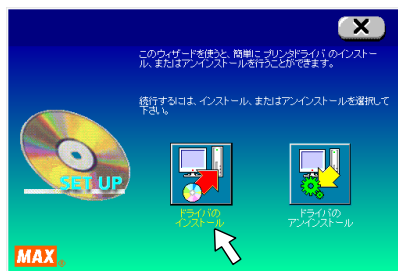 このウィザードを使うと、簡単に プリンタドライバ のインストー
ル、またはアンインストールを行うことができます。
続行するには、インストール、またはアンインストールを選択して
下さい。
SET UP
ドライバの
インストール
ドライバの
アンインストール
MAX